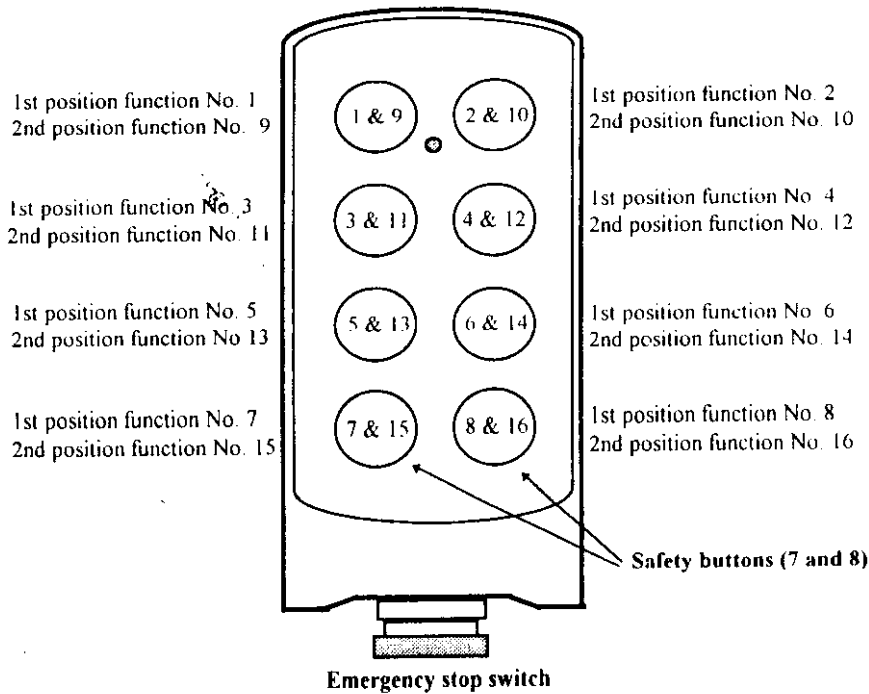 1st position function No. 1
2nd position function No. 9
1 & 9
2 & 10
1st position function No. 2
2nd position function No. 10
1st position function No. 3
2nd position function No. 11
3 & 11
4 & 12
1st position function No 4
2nd position function No. 12
1st position function No. 5
2nd position function No 13
5 & 13
6 & 14
1st position function No. 6
2nd position function No. 14
1st position function No. 7
2nd position function No. 15
7 & 15
8 & 16
1st position function No. 8
2nd position function No. 16
Safety buttons (7 and 8)
Emergency stop switch